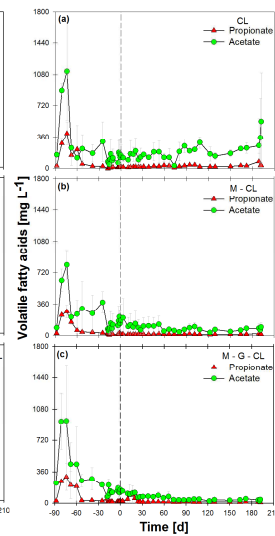 (a)
CL
Propionate
Acetate
1800
1440
1080
720
360
0
(b)
M - CL
Propionate
Acetate
1800
1440
1080
720
360
0
(c)
M - G - CL
Propionate
Acetate
1800
1440
1080
720
360
0
Volatile fatty acids [mg L-1]
210
-90 -60 -30 0 30 60 90 120 150 180 21
Time [d]